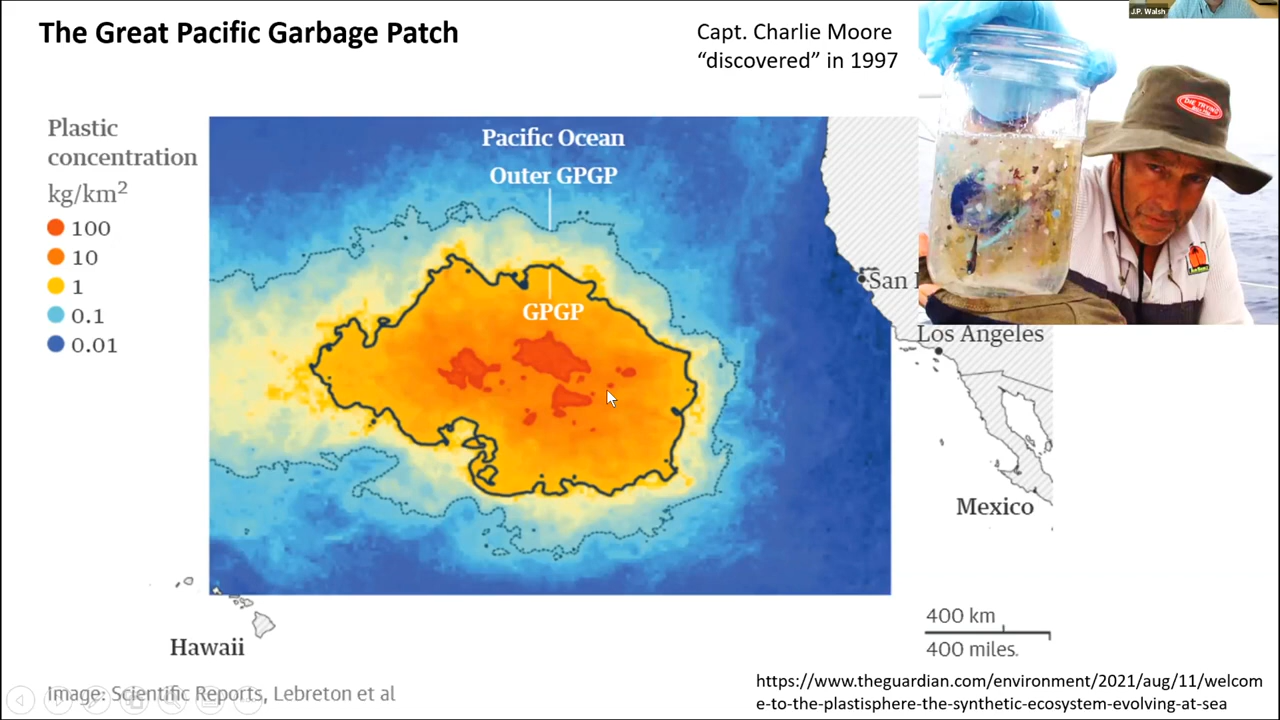 The Great Pacific Garbage Patch
Capt. Charlie Moore
“discovered” in 1997
J.P. Walsh
DIE TRYING
Plastic
concentration
kg/km²
100
10
1
0.1
0.01
Pacific Ocean
Outer GPGP
GPGP
San
Los Angeles
Mexico
Hawaii
400 km
400 miles.
Image: Scientific Reports, Lebreton et al
https://www.theguardian.com/environment/2021/aug/11/welcom
e-to-the-plastisphere-the-synthetic-ecosystem-evolving-at-sea